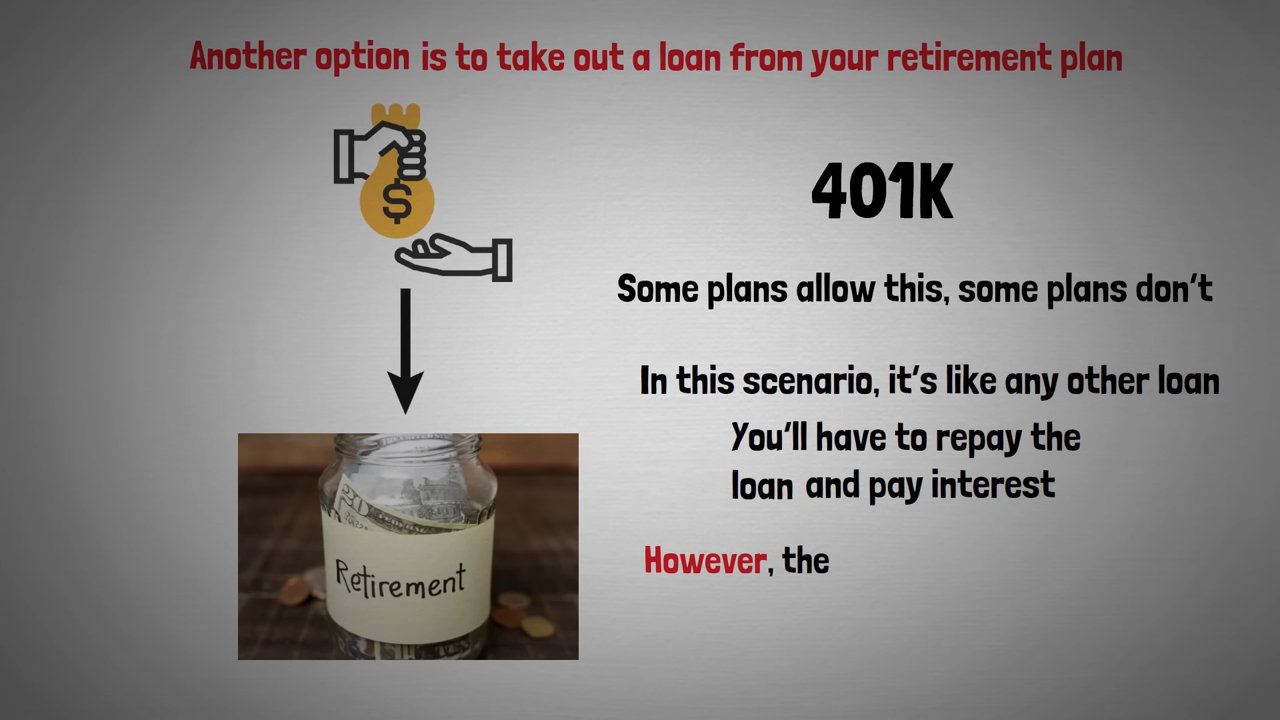 Another option is to take out a loan from your retirement plan
$
401K
Some plans allow this, some plans don't
In this scenario, it's like any other loan
You'll have to repay the
loan and pay interest
However, the
20
Retirement